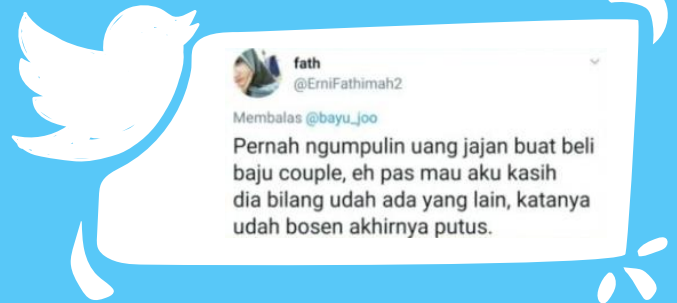 fath
@ErniFathimah2
Membalas @bayu_joo
Pernah ngumpulin uang jajan buat beli
baju couple, eh pas mau aku kasih
dia bilang udah ada yang lain, katanya
udah bosen akhirnya putus.